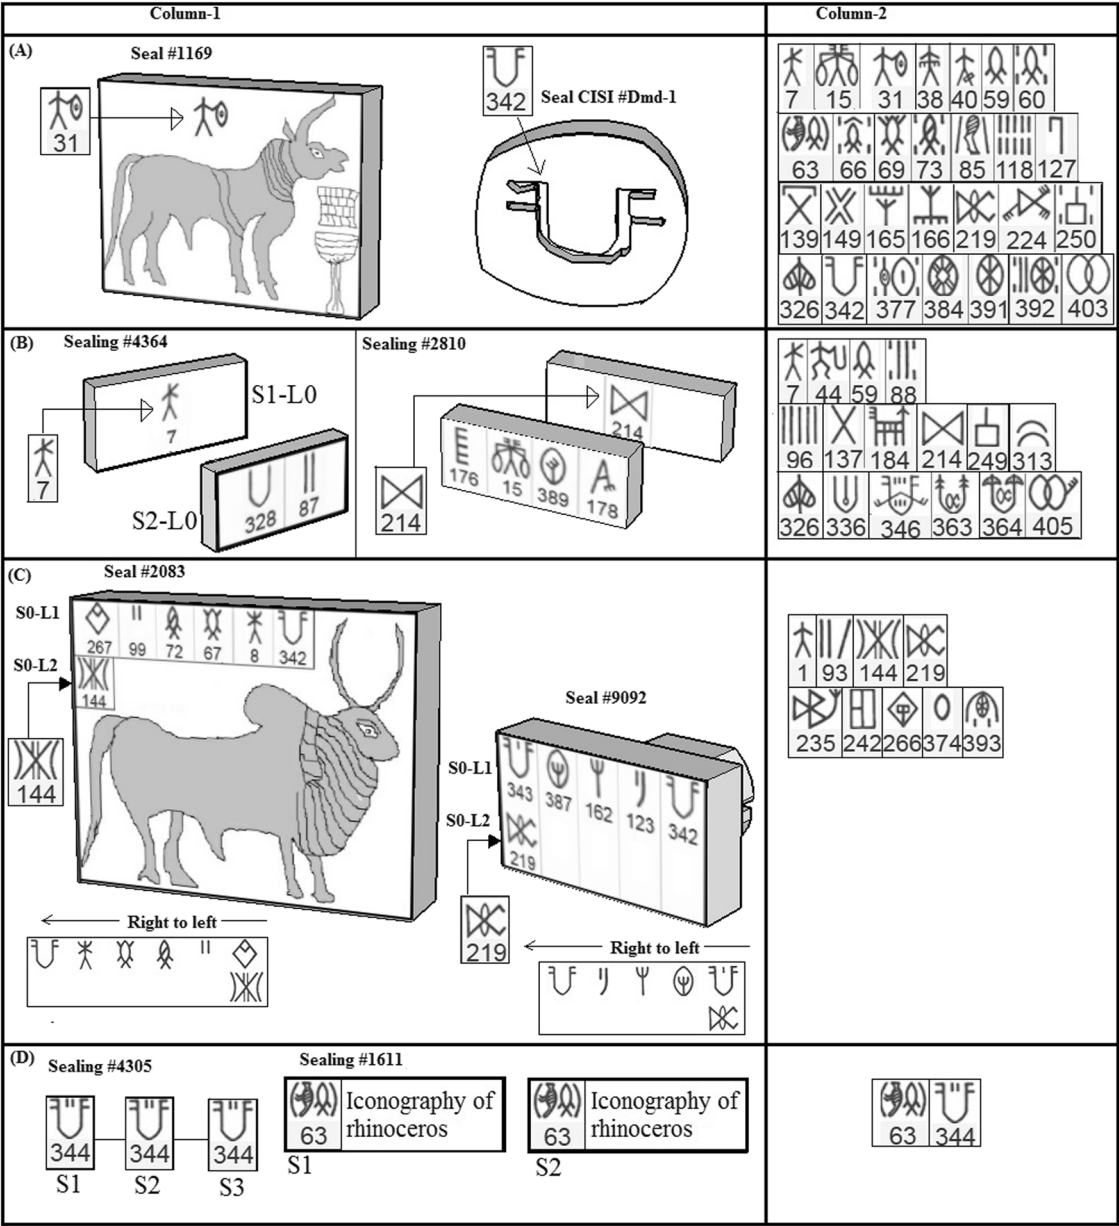 Column-1 Column-2
(A)
Seal #1169
31
342
Seal CISI #Dmd-1
7 15 31 38 40 59 60
63 66 69 73 85 118 127
139 149 165 166 219 224 250
326 342 377 384 391 392 403
(B)
Sealing #4364
7
7
S1-L0
S2-L0
328 87
Sealing #2810
214
214
176 15 389 178
7 44 59 88
96 137 184 214 249 313
326 336 346 363 364 405
(C)
Seal #2083
S0-L1
267 99 72 67 8 342
S0-L2
144
144
Right to left
Seal #9092
S0-L1
343 387 162 123 342
S0-L2
219
219
Right to left
1 93 144 219
235 242 266 374 393
(D)
Sealing #4305
344 344 344
S1 S2 S3
Sealing #1611
63 Iconography of rhinoceros
S1
63 Iconography of rhinoceros
S2
63 344